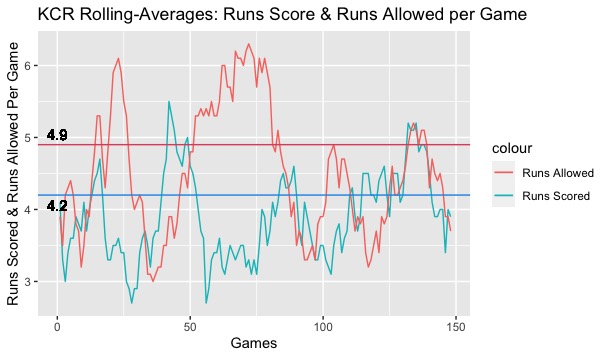 KCR Rolling-Averages: Runs Score & Runs Allowed per Game
Runs Scored & Runs Allowed Per Game
6
5
4
3
4.9
4.2
0
50
100
150
Games
colour
Runs Allowed
Runs Scored